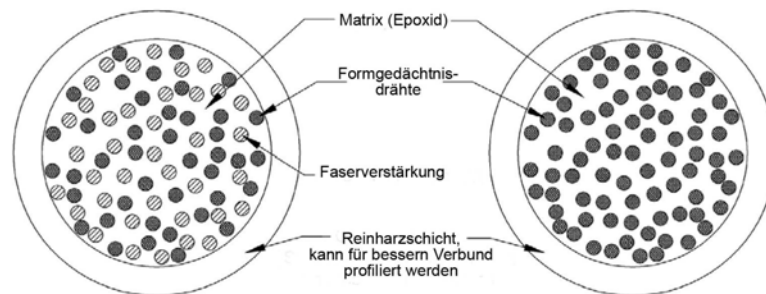 Matrix (Epoxid)
Formgedächtnis-
drähte
Faserverstärkung
Reinharzschicht,
kann für bessern Verbund
profiliert werden